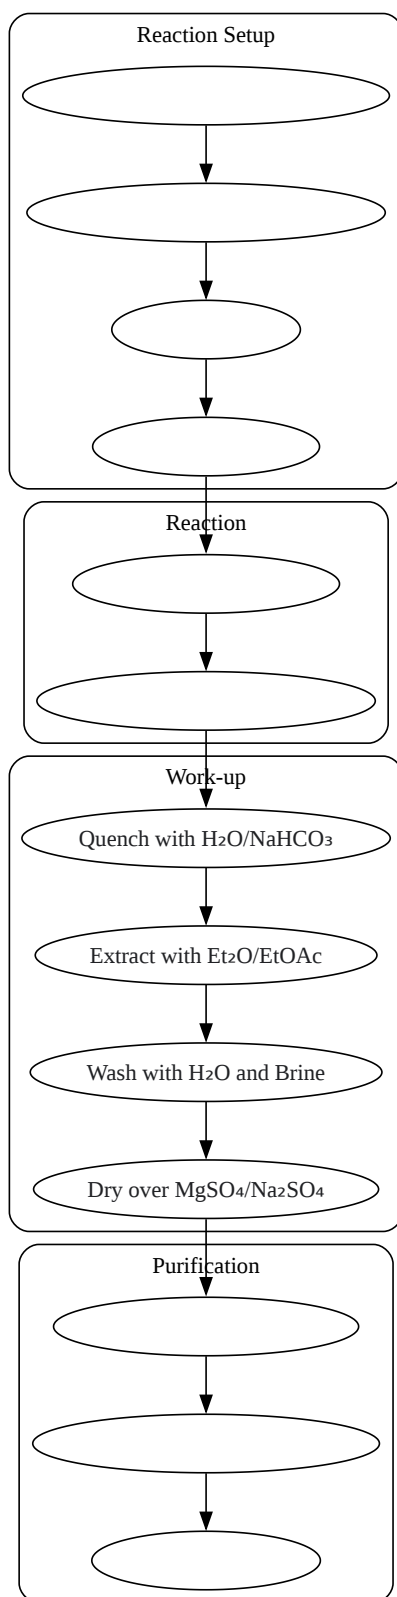 Reaction Setup
Reaction
Work-up
Quench with H₂O/NaHCO₃
Extract with Et₂O/EtOAc
Wash with H₂O and Brine
Dry over MgSO₄/Na₂SO₄
Purification